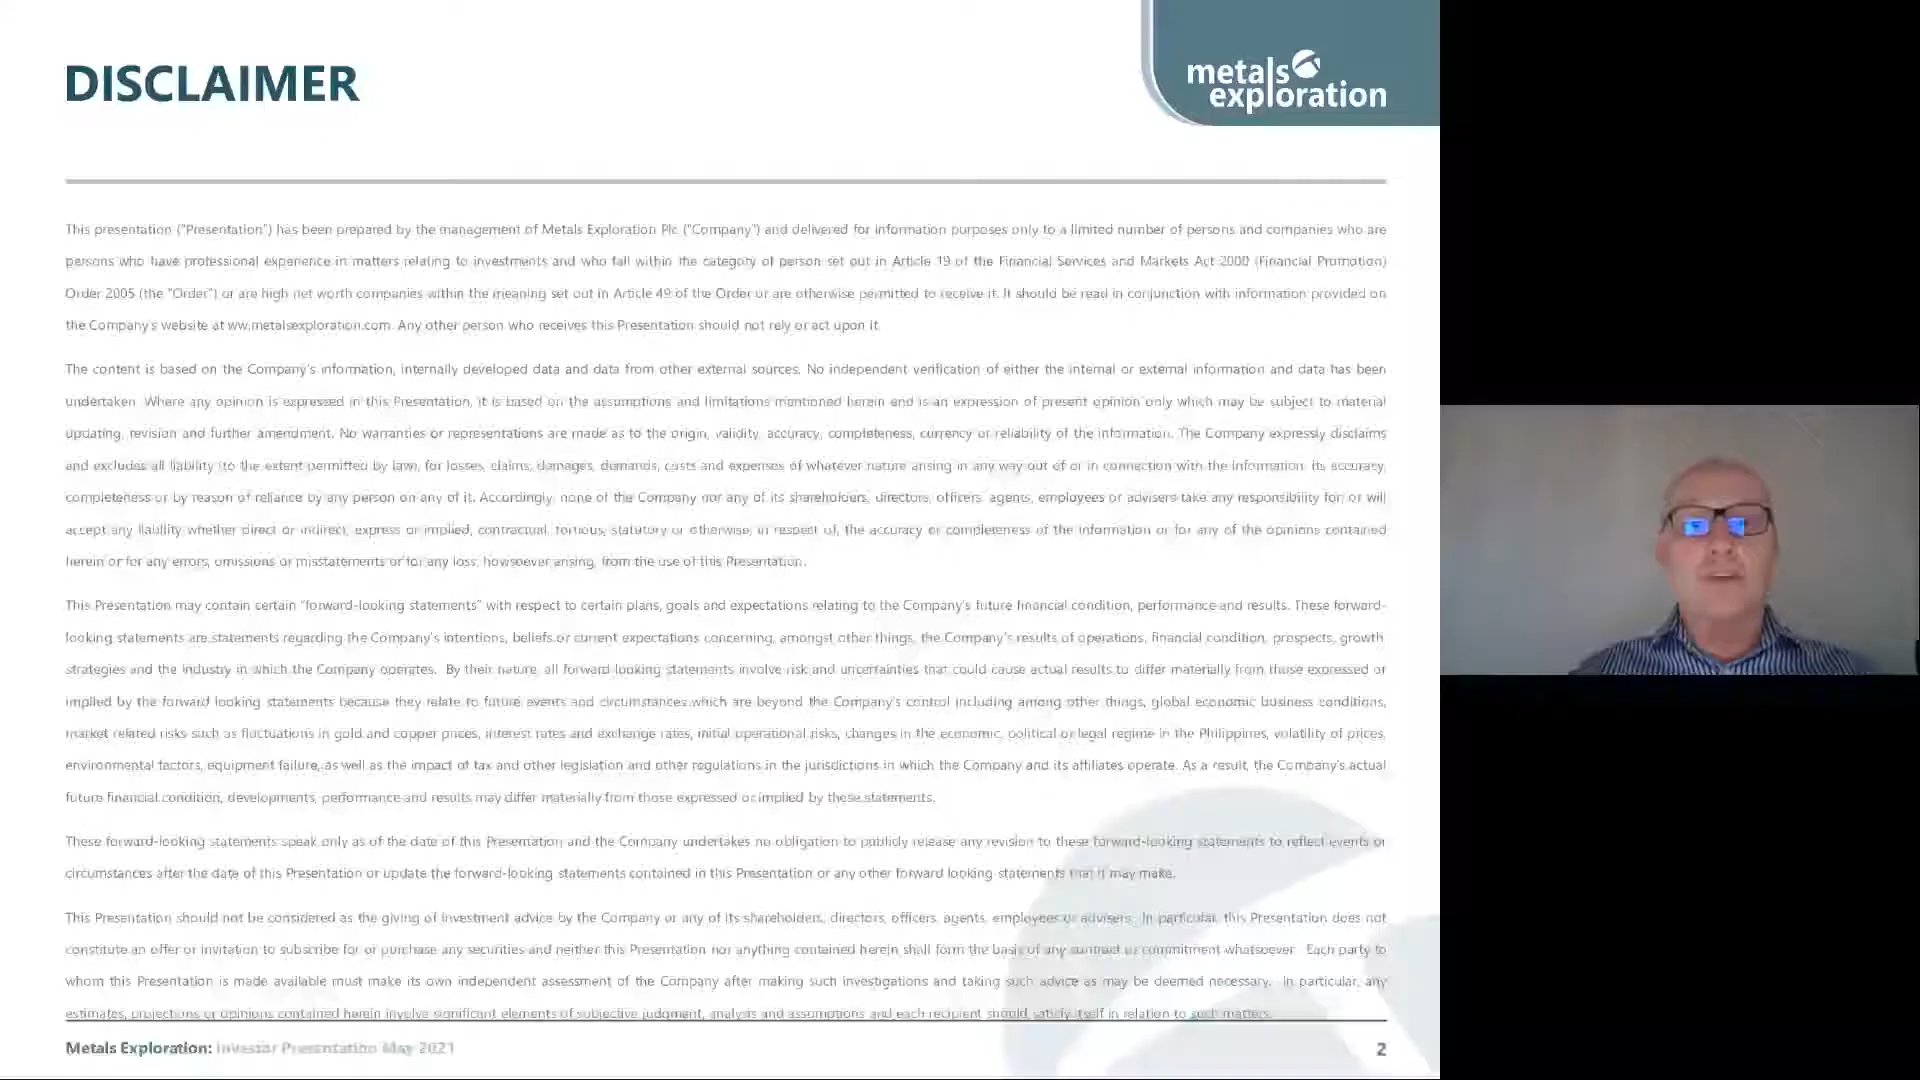 DISCLAIMER
metals
exploration
This presentation ("Presentation") has been prepared by the management of Metals Exploration Plc ("Company") and delivered for information purposes only to a limited number of persons and companies who are
persons who have professional experience in matters relating to investments and who fall within the category of person set out in Article 19 of the Financial Services and Markets Act 2000 (Financial Promotion)
Order 2005 (the "Order") or are high net worth companies within the meaning set out in Article 49 of the Order or are otherwise permitted to receive it. It should be read in conjunction with information provided on
the Company's website at ww.metalsexploration.com. Any other person who receives this Presentation should not rely or act upon it.
The content is based on the Company's information, internally developed data and data from other external sources. No independent verification of either the internal or external information and data has been
undertaken. Where any opinion is expressed in this Presentation, it is based on the assumptions and limitations mentioned herein and is an expression of present opinion only which may be subject to material
updating, revision and further amendment. No warranties or representations are made as to the origin, validity, accuracy, completeness, currency or reliability of the information. The Company expressly disclaims
and excludes all liability (to the extent permitted by law), for losses, claims, damages, demands, costs and expenses of whatever nature arising in any way out of or in connection with the information, its accuracy,
completeness or by reason of reliance by any person on any of it. Accordingly, none of the Company nor any of its shareholders, directors, officers, agents, employees or advisers take any responsibility for, or will
accept any liability whether direct or indirect, express or implied, contractual, tortious, statutory or otherwise, in respect of, the accuracy or completeness of the information or for any of the opinions contained
herein or for any errors, omissions or misstatements or for any loss, howsoever arising, from the use of this Presentation.
This Presentation may contain certain "forward-looking statements" with respect to certain plans, goals and expectations relating to the Company's future financial condition, performance and results. These forward-
looking statements are statements regarding the Company's intentions, beliefs or current expectations concerning, amongst other things, the Company's results of operations, financial condition, prospects, growth
strategies and the industry in which the Company operates. By their nature, all forward looking statements involve risk and uncertainties that could cause actual results to differ materially from those expressed or
implied by the forward looking statements because they relate to future events and circumstances which are beyond the Company's control including among other things, global economic business conditions,
market related risks such as fluctuations in gold and copper prices, interest rates and exchange rates, initial operational risks, changes in the economic, political or legal regime in the Philippines, volatility of prices,
environmental factors, equipment failure, as well as the impact of tax and other legislation and other regulations in the jurisdictions in which the Company and its affiliates operate. As a result, the Company's actual
future financial condition, developments, performance and results may differ materially from those expressed or implied by these statements.
These forward-looking statements speak only as of the date of this Presentation and the Company undertakes no obligation to publicly release any revision to these forward-looking statements to reflect events or
circumstances after the date of this Presentation or update the forward-looking statements contained in this Presentation or any other forward looking statements that it may make.
This Presentation should not be considered as the giving of investment advice by the Company or any of its shareholders, directors, officers, agents, employees or advisers. In particular, this Presentation does not
constitute an offer or invitation to subscribe for or purchase any securities and neither this Presentation nor anything contained herein shall form the basis of any contract or commitment whatsoever. Each party to
whom this Presentation is made available must make its own independent assessment of the Company after making such investigations and taking such advice as may be deemed necessary. In particular, any
estimates, projections or opinions contained herein involve significant elements of subjective judgment, analysis and assumptions and each recipient should satisfy itself in relation to such matters.
Metals Exploration: Investor Presentation May 2021
2